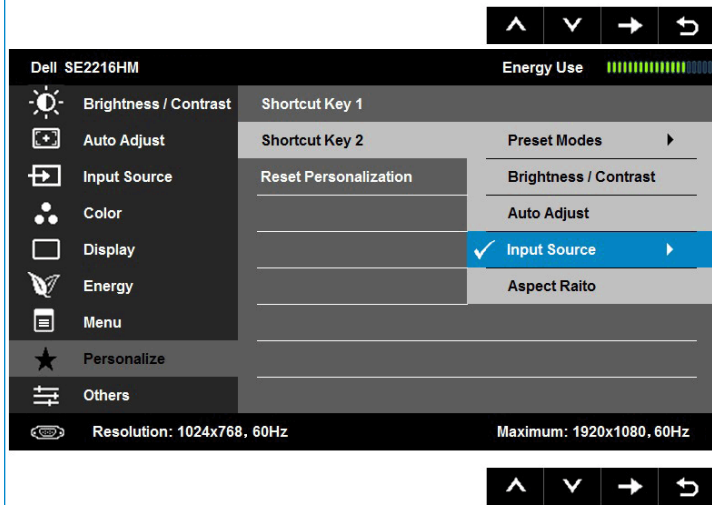 Dell SE2216HM Energy Use
Brightness / Contrast Shortcut Key 1
Auto Adjust Shortcut Key 2 Preset Modes
Input Source Reset Personalization Brightness / Contrast
Color Auto Adjust
Display Input Source
Energy Aspect Raito
Menu
Personalize
Others
Resolution: 1024x768, 60Hz Maximum: 1920x1080, 60Hz